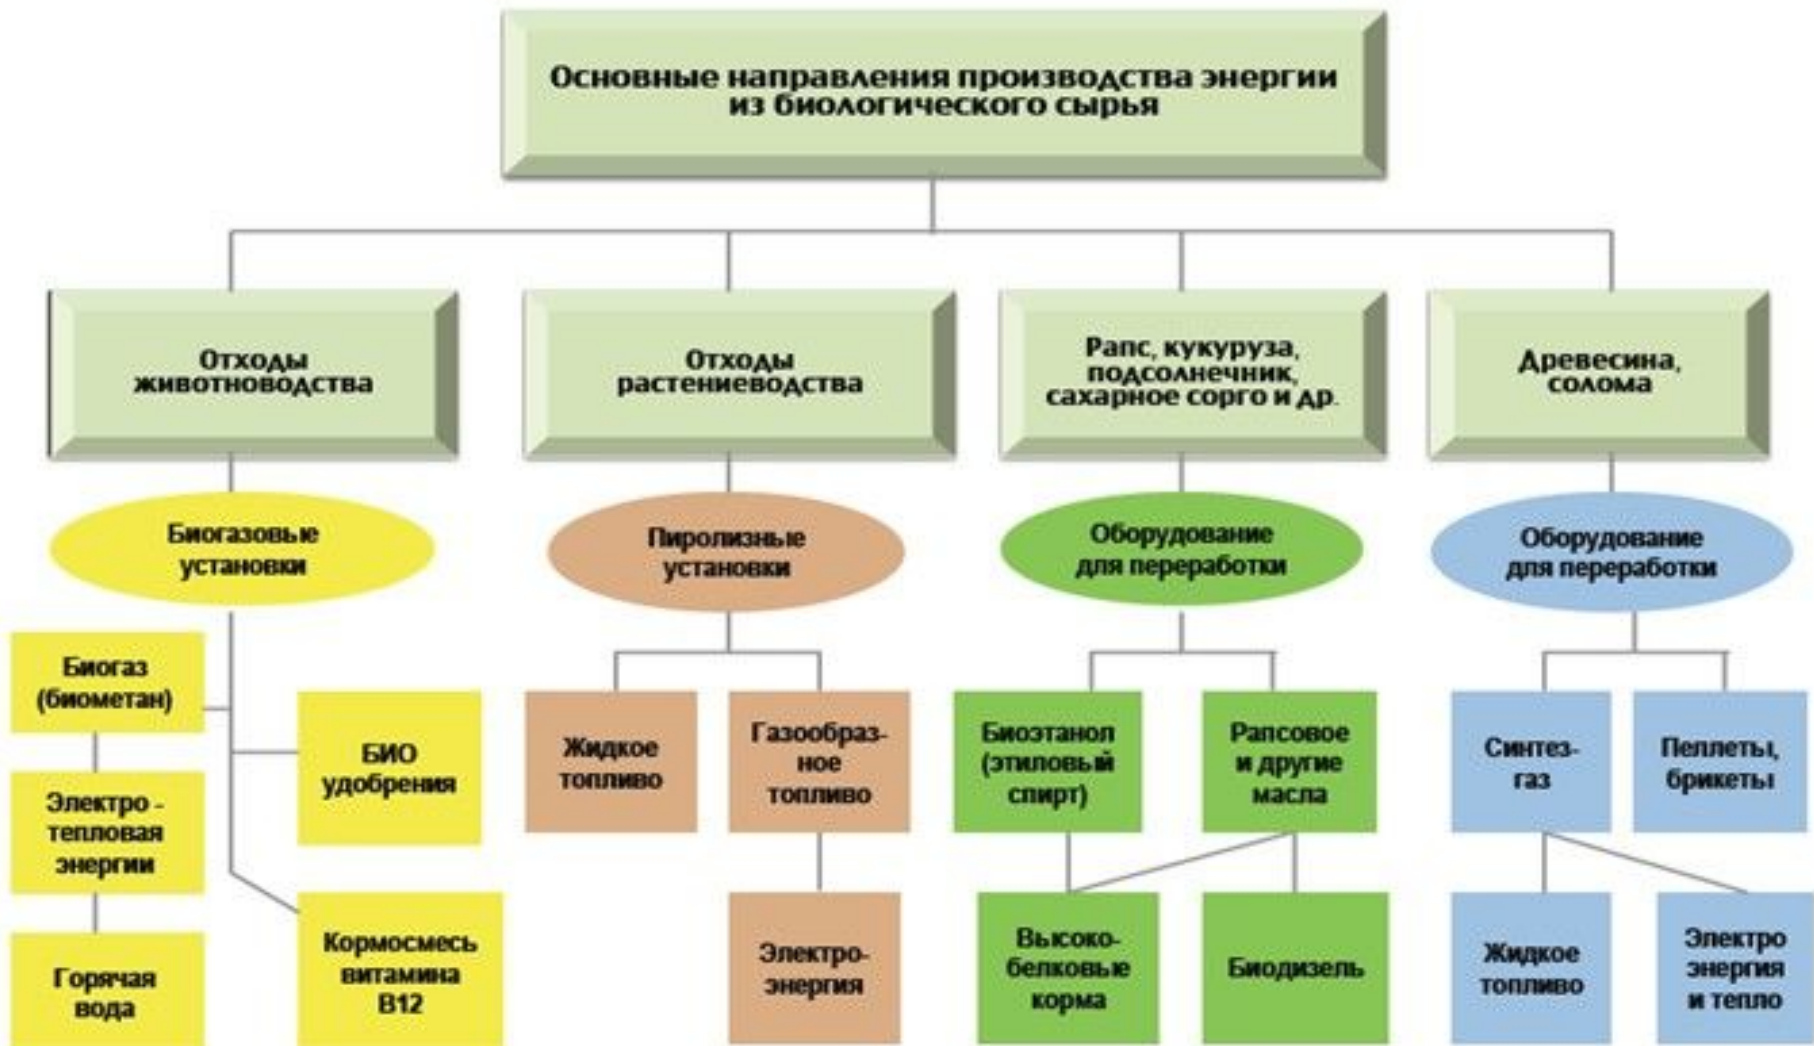 Основные направления производства энергии
из биологического сырья
Отходы
животноводства
Отходы
растениеводства
Рапс, кукуруза,
подсолнечник,
сахарное сорго и др.
Древесина,
солома
Биогазовые
установки
Пиролизные
установки
Оборудование
для переработки
Оборудование
для переработки
Биогаз
(биометан)
БИО
удобрения
Электро -
тепловая
энергии
Горячая
вода
Кормосмесь
витамина
В12
Жидкое
топливо
Газообраз-
ное
топливо
Электро-
энергия
Биоэтанол
(этиловый
спирт)
Рапсовое
и другие
масла
Высоко-
белковые
корма
Биодизель
Синтез-
газ
Пеллеты,
брикеты
Жидкое
топливо
Электро
энергия
и тепло